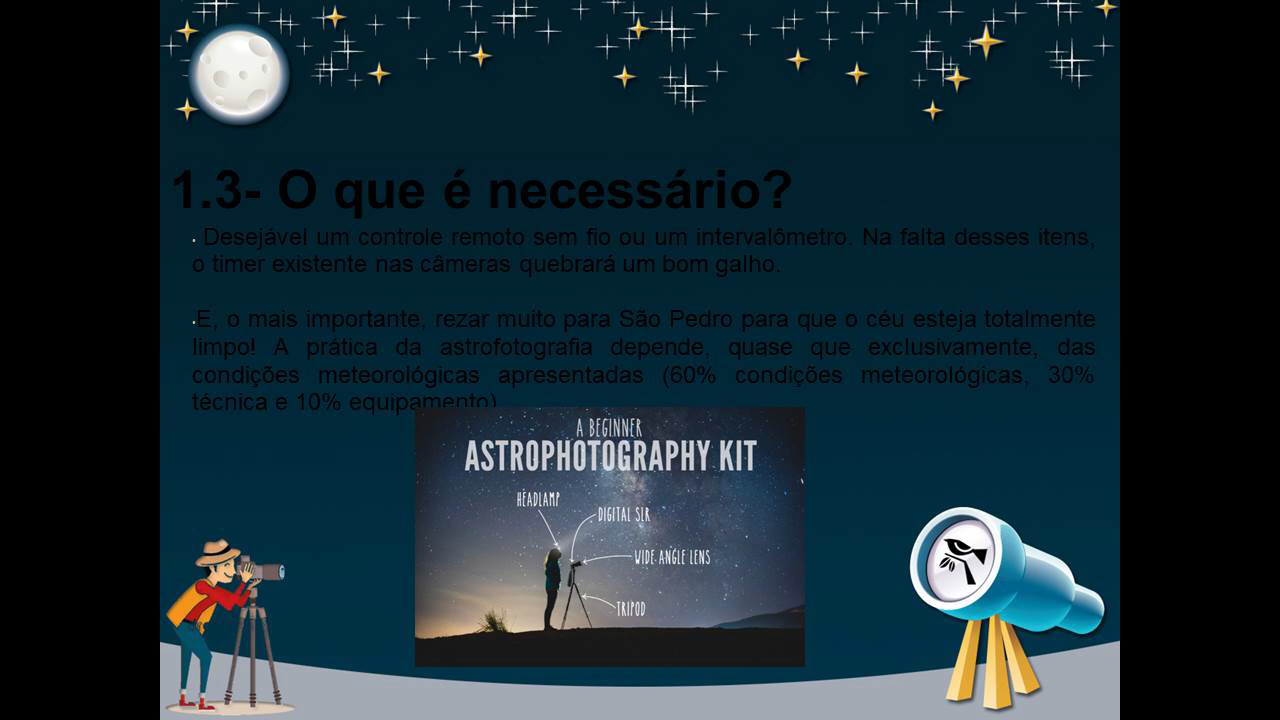 1.3- O que é necessário?
• Desejável um controle remoto sem fio ou um intervalômetro. Na falta desses itens,
o timer existente nas câmeras quebrará um bom galho.
•E, o mais importante, rezar muito para São Pedro para que o céu esteja totalmente
limpo! A prática da astrofotografia depende, quase que exclusivamente, das
condições meteorológicas apresentadas (60% condições meteorológicas, 30%
técnica e 10% equipamento)
A BEGINNER
ASTROPHOTOGRAPHY KIT
HEADLAMP
DIGITAL SLR
WIDE ANGLE LENS
TRIPOD